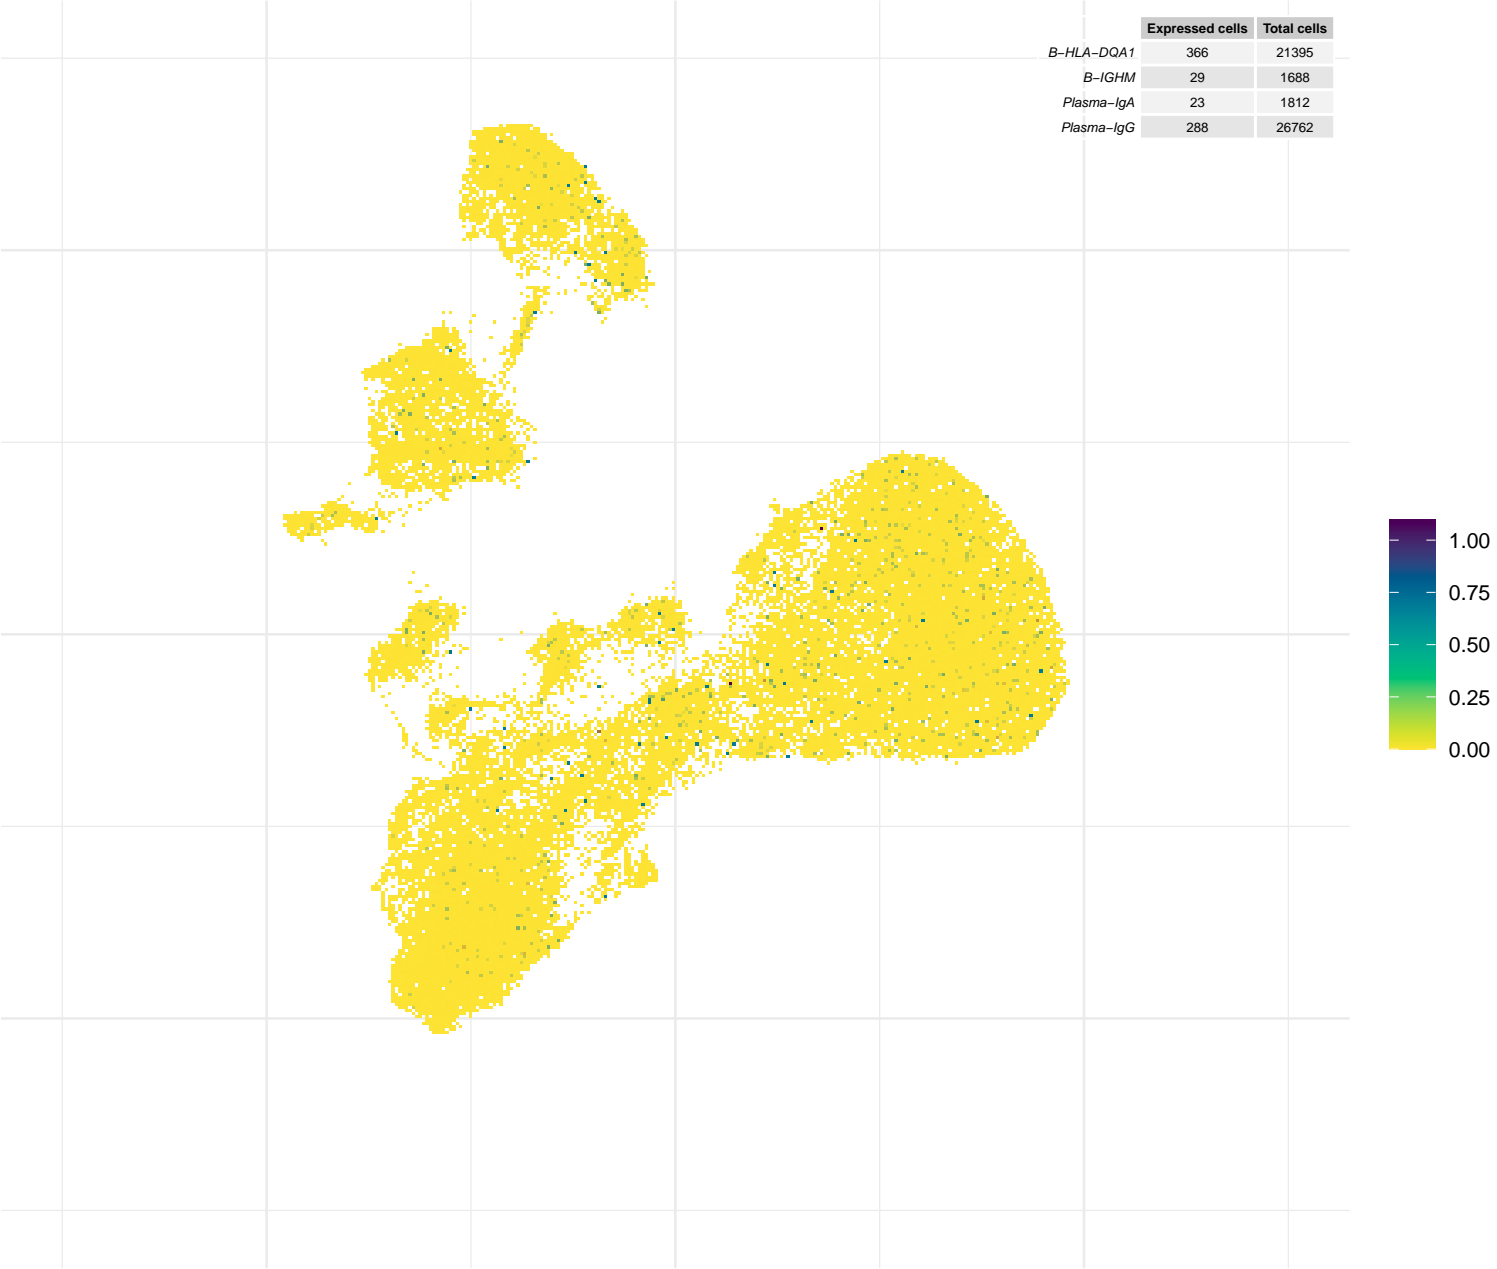 Expressed cells Total cells
B−HLA−DQA1 366 21395
B−IGHM 29 1688
Plasma−IgA 23 1812
Plasma−IgG 288 26762
1.00
0.75
0.50
0.25
0.00